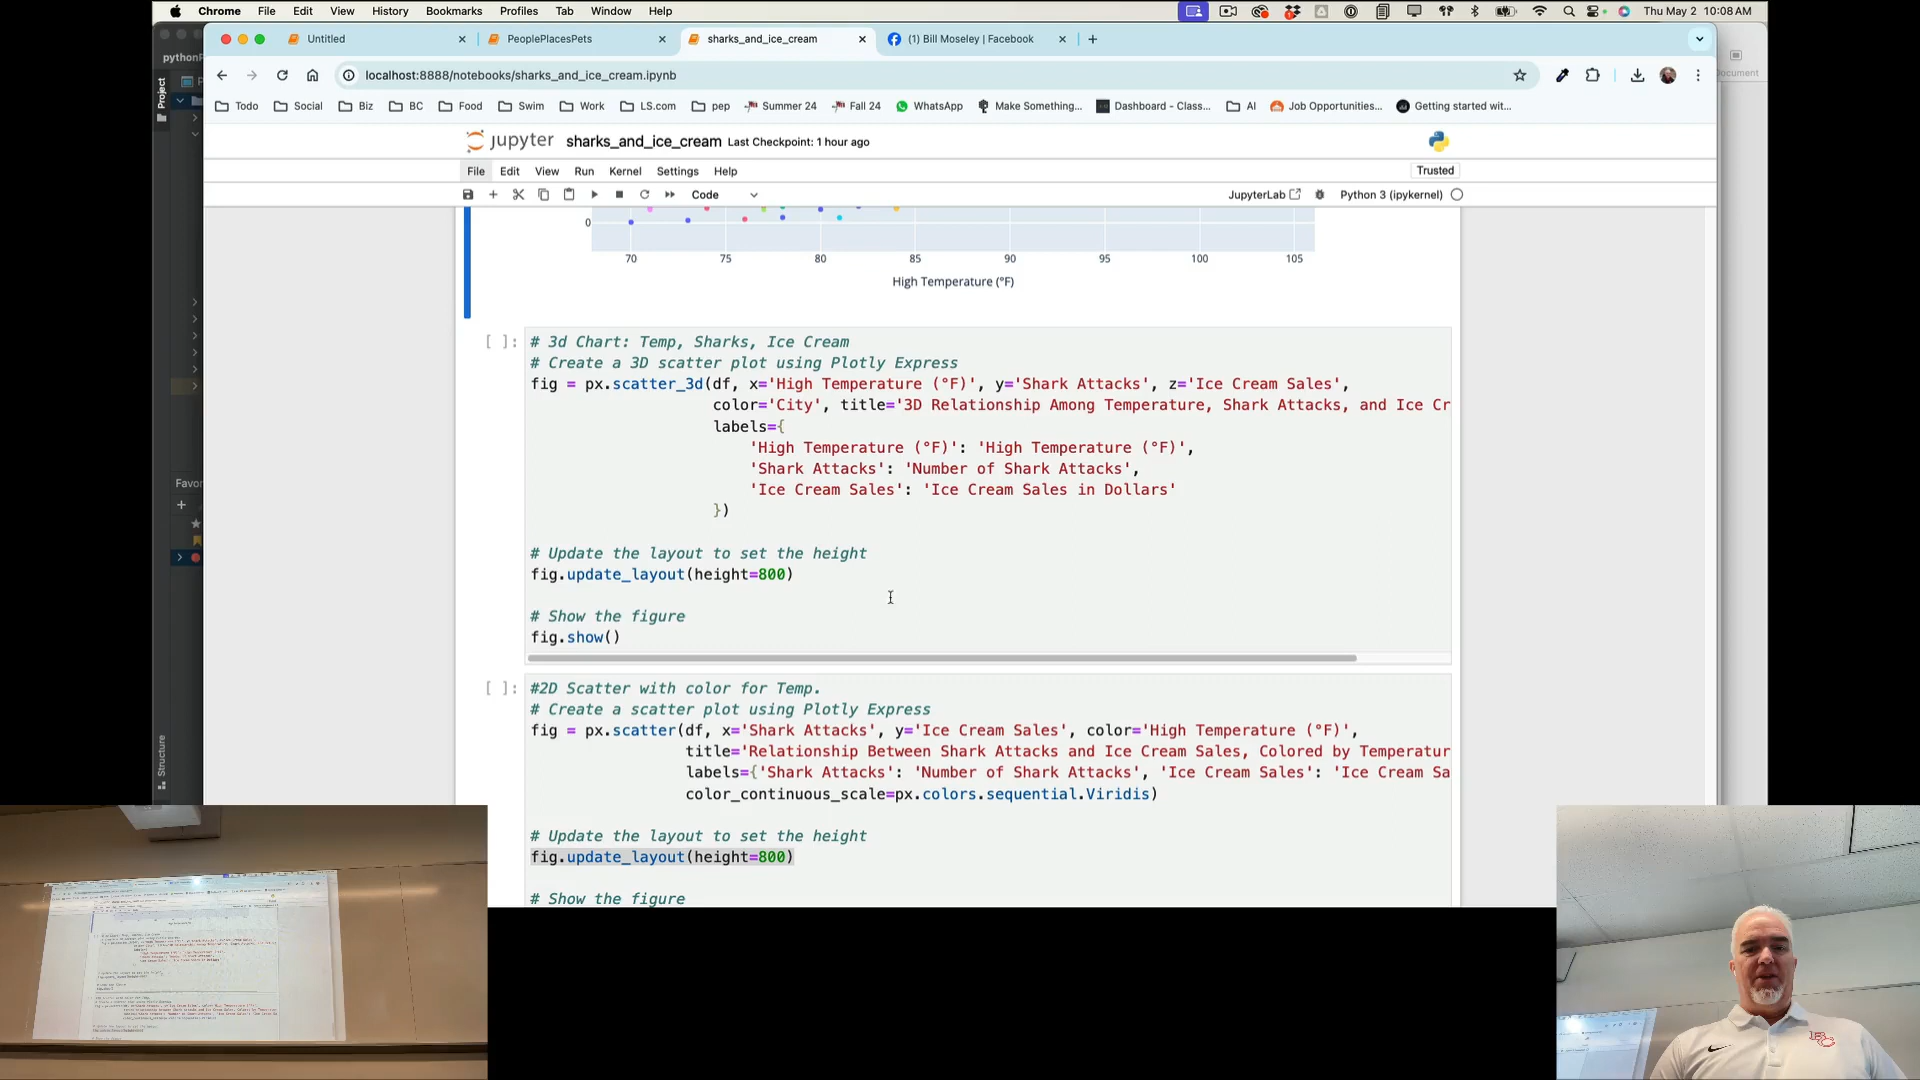 Chrome File Edit View History Bookmarks Profiles Tab Window Help Thu May 2 10:08 AM
Untitled PeoplePlacesPets sharks_and_ice_cream (1) Bill Moseley | Facebook
pythonP
localhost:8888/notebooks/sharks_and_ice_cream.ipynb
ocument
Todo Social Biz BC Food Swim Work LS.com pep Summer 24 Fall 24 WhatsApp Make Something... Dashboard - Class... AI Job Opportunities... Getting started wit...
Project
jupyter sharks_and_ice_cream Last Checkpoint: 1 hour ago
File Edit View Run Kernel Settings Help Trusted
Code JupyterLab Python 3 (ipykernel)
0
70 75 80 85 90 95 100 105
High Temperature (°F)
[ ]: # 3d Chart: Temp, Sharks, Ice Cream
# Create a 3D scatter plot using Plotly Express
fig = px.scatter_3d(df, x='High Temperature (°F)', y='Shark Attacks', z='Ice Cream Sales',
color='City', title='3D Relationship Among Temperature, Shark Attacks, and Ice Cr
labels={
'High Temperature (°F)': 'High Temperature (°F)',
'Shark Attacks': 'Number of Shark Attacks',
'Ice Cream Sales': 'Ice Cream Sales in Dollars'
})
Favor
# Update the layout to set the height
fig.update_layout(height=800)
# Show the figure
fig.show()
[ ]: #2D Scatter with color for Temp.
# Create a scatter plot using Plotly Express
fig = px.scatter(df, x='Shark Attacks', y='Ice Cream Sales', color='High Temperature (°F)',
title='Relationship Between Shark Attacks and Ice Cream Sales, Colored by Temperatur
labels={'Shark Attacks': 'Number of Shark Attacks', 'Ice Cream Sales': 'Ice Cream Sa
color_continuous_scale=px.colors.sequential.Viridis)
Structure
# Update the layout to set the height
fig.update_layout(height=800)
# Show the figure
BC